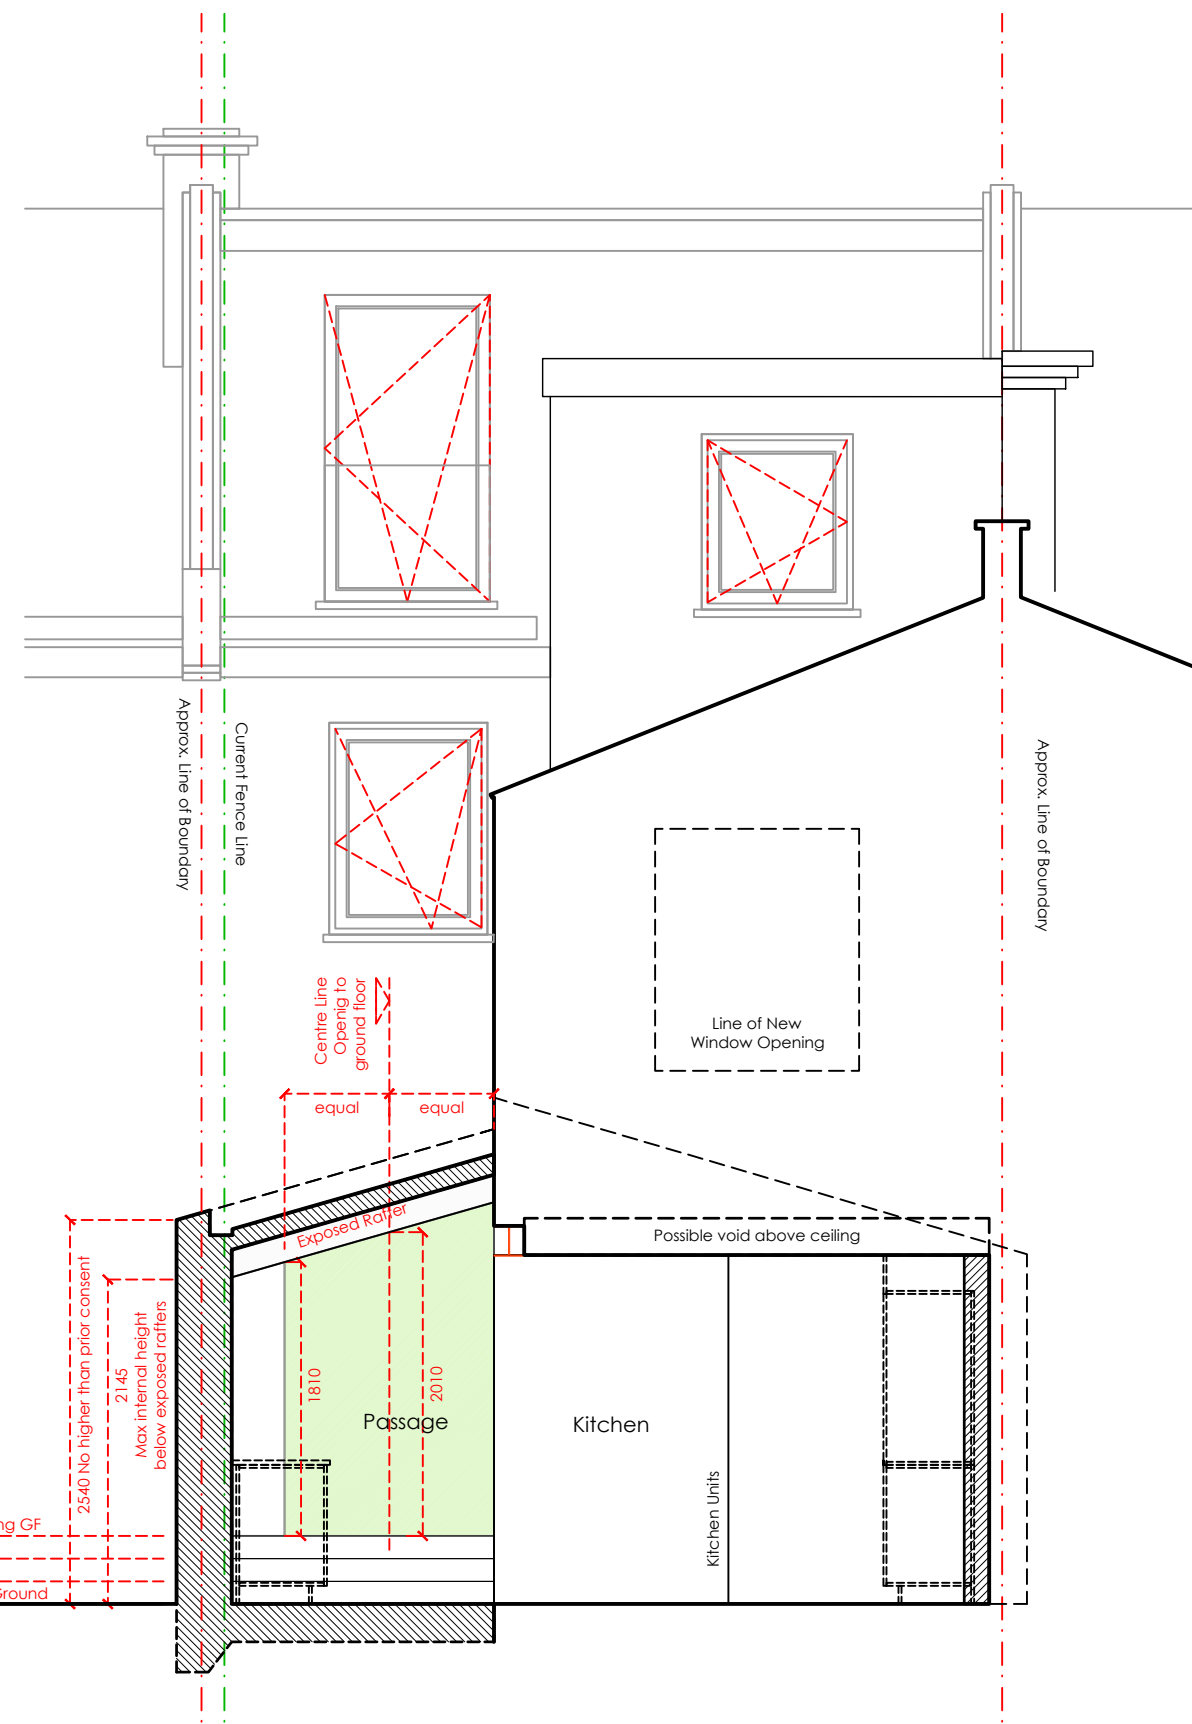 Approx. Line of Boundary
Current Fence Line
Approx. Line of Boundary
Centre Line
Openig to
ground floor
Line of New
Window Opening
equal
equal
Exposed Rafter
Possible void above ceiling
2540 No higher than prior consent
2145
Max internal height
below exposed rafters
1810
2010
Passage
Kitchen
Kitchen Units
ng GF
Ground